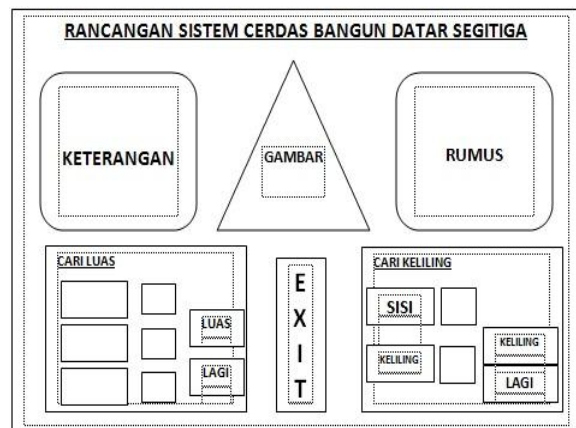 RANCANGAN SISTEM CERDAS BANGUN DATAR SEGITIGA
KETERANGAN
GAMBAR
RUMUS
CARI LUAS
LUAS
LAGI
EXIT
CARI KELILING
SISI
KELILING
KELILING
LAGI